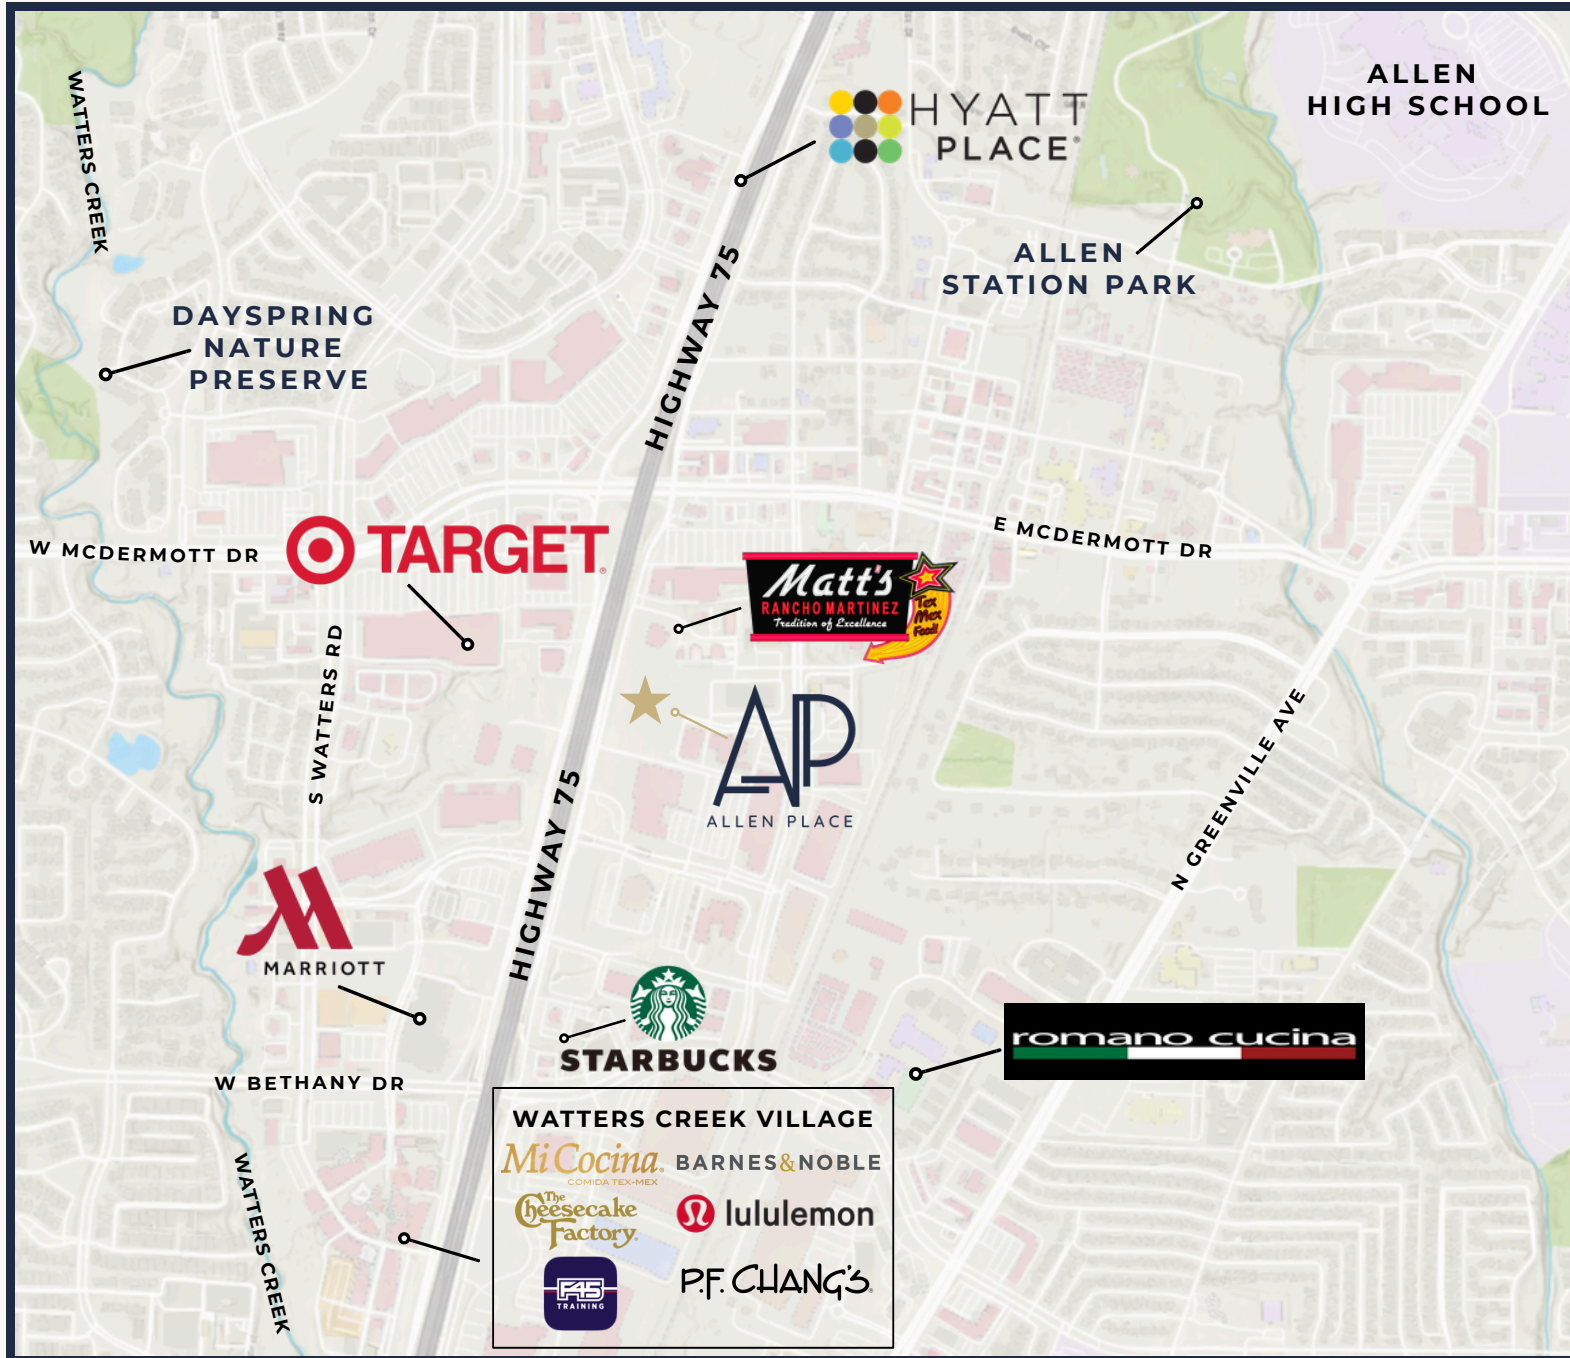 ALLEN
HIGH SCHOOL
WATTERS CREEK
HYATT
PLACE
ALLEN
STATION PARK
HIGHWAY 75
DAYSPRING
NATURE
PRESERVE
W MCDERMOTT DR
TARGET
E MCDERMOTT DR
Matt's
RANCHO MARTINEZ
Tradition of Excellence
Tex
Mex
Food!
S WATTERS RD
AP
ALLEN PLACE
N GREENVILLE AVE
HIGHWAY 75
MARRIOTT
STARBUCKS
romano cucina
W BETHANY DR
WATTERS CREEK
WATTERS CREEK VILLAGE
Mi Cocina.
COMIDA TEX-MEX
BARNES&NOBLE
The
Cheesecake
Factory
lululemon
F45
TRAINING
P.F. CHANG'S